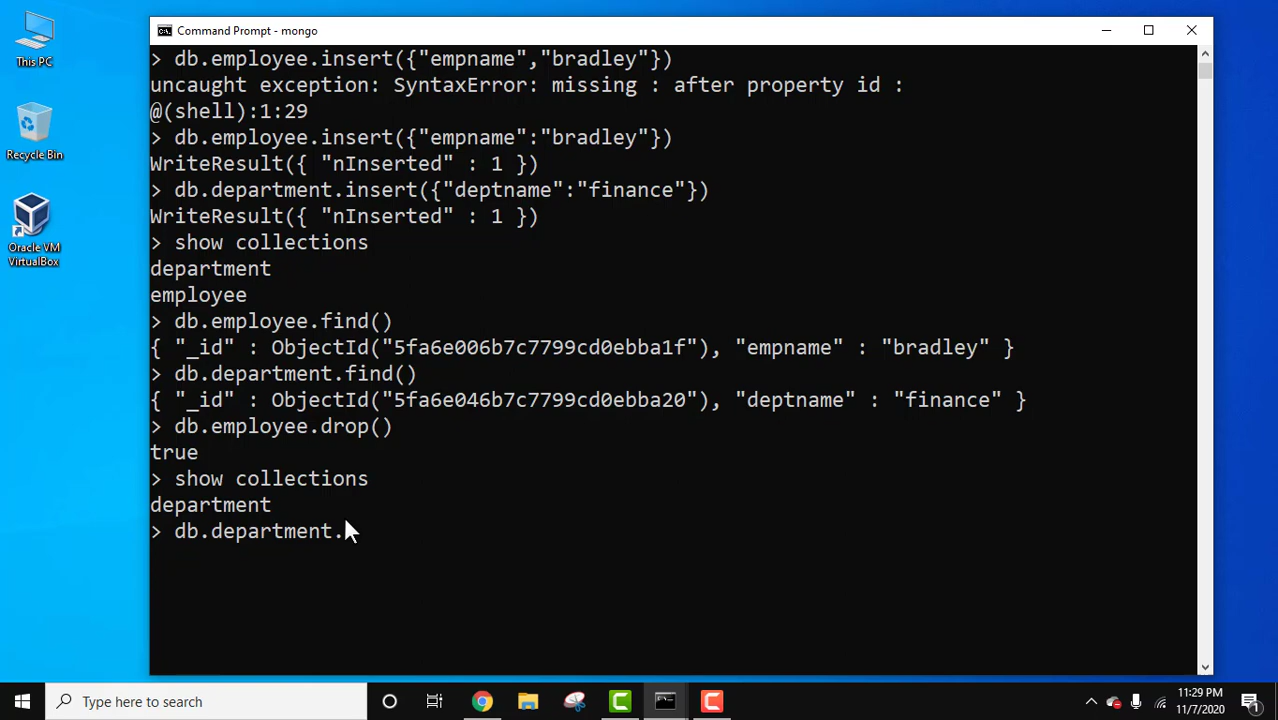 This PC
Recycle Bin
Oracle VM
VirtualBox
Command Prompt - mongo
> db.employee.insert({"empname","bradley"})
uncaught exception: SyntaxError: missing : after property id :
@(shell):1:29
> db.employee.insert({"empname":"bradley"})
WriteResult({ "nInserted" : 1 })
> db.department.insert({"deptname":"finance"})
WriteResult({ "nInserted" : 1 })
> show collections
department
employee
> db.employee.find()
{ "_id" : ObjectId("5fa6e006b7c7799cd0ebba1f"), "empname" : "bradley" }
> db.department.find()
{ "_id" : ObjectId("5fa6e046b7c7799cd0ebba20"), "deptname" : "finance" }
> db.employee.drop()
true
> show collections
department
> db.department.
Type here to search
11:29 PM
11/7/2020
1